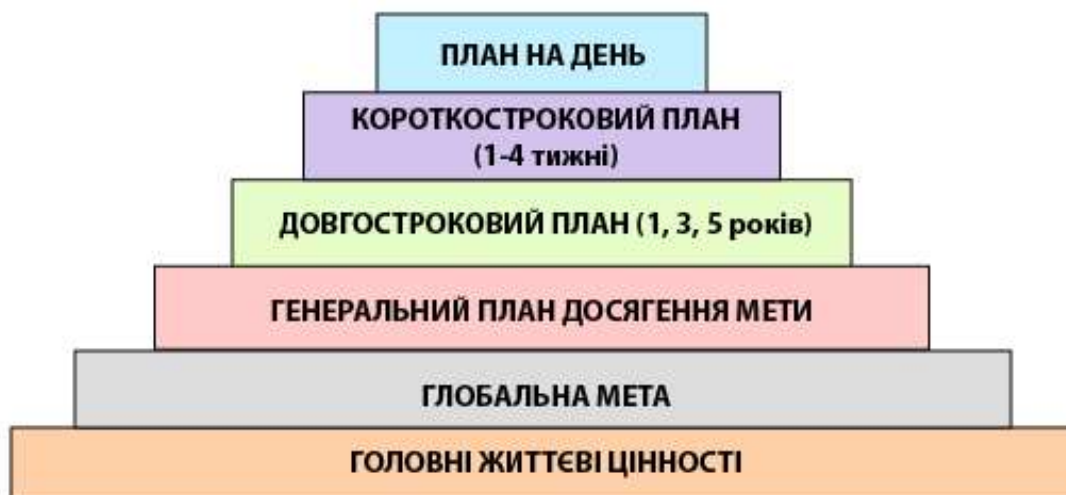 ПЛАН НА ДЕНЬ
КОРОТКОСТРОКОВИЙ ПЛАН
(1-4 тижні)
ДОВГОСТРОКОВИЙ ПЛАН (1, 3, 5 років)
ГЕНЕРАЛЬНИЙ ПЛАН ДОСЯГЕННЯ МЕТИ
ГЛОБАЛЬНА МЕТА
ГОЛОВНІ ЖИТТЄВІ ЦІННОСТІ